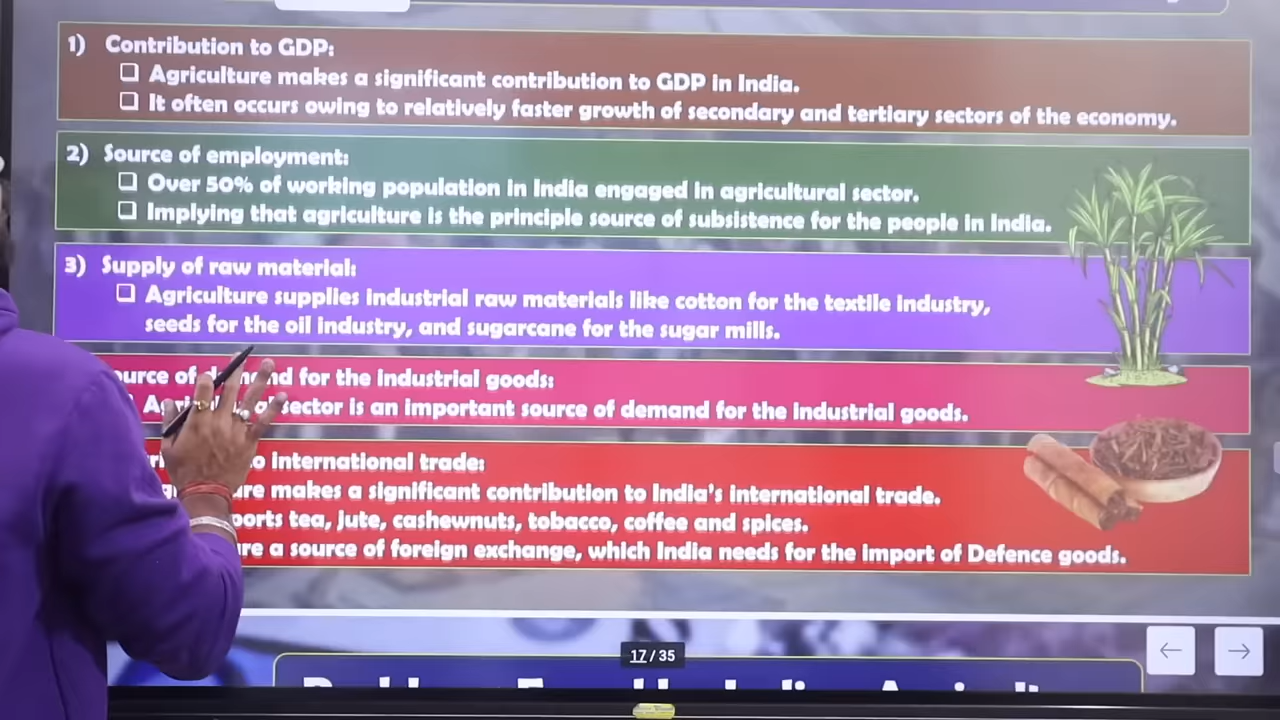 1) Contribution to GDP:
❑ Agriculture makes a significant contribution to GDP in India.
❑ It often occurs owing to relatively faster growth of secondary and tertiary sectors of the economy.
2) Source of employment:
❑ Over 50% of working population in India engaged in agricultural sector.
❑ Implying that agriculture is the principle source of subsistence for the people in India.
3) Supply of raw material:
❑ Agriculture supplies industrial raw materials like cotton for the textile industry,
seeds for the oil industry, and sugarcane for the sugar mills.
for the industrial goods:
sector is an important source of demand for the industrial goods.
international trade:
makes a significant contribution to India's international trade.
tea, jute, cashewnuts, tobacco, coffee and spices.
a source of foreign exchange, which India needs for the import of Defence goods.
17 / 35